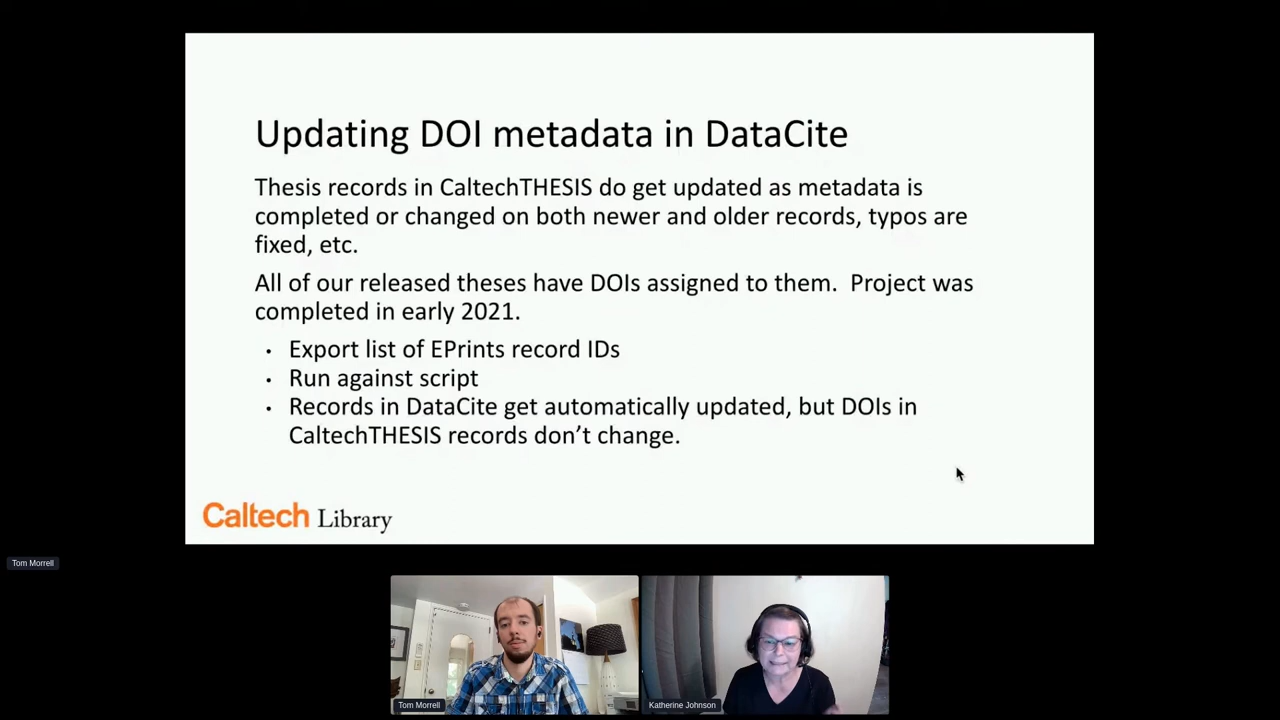 Updating DOI metadata in DataCite
Thesis records in CaltechTHESIS do get updated as metadata is
completed or changed on both newer and older records, typos are
fixed, etc.
All of our released theses have DOIs assigned to them.  Project was
completed in early 2021.
• Export list of EPrints record IDs
• Run against script
• Records in DataCite get automatically updated, but DOIs in
CaltechTHESIS records don’t change.
Caltech Library
Tom Morrell
Tom Morrell
Katherine Johnson